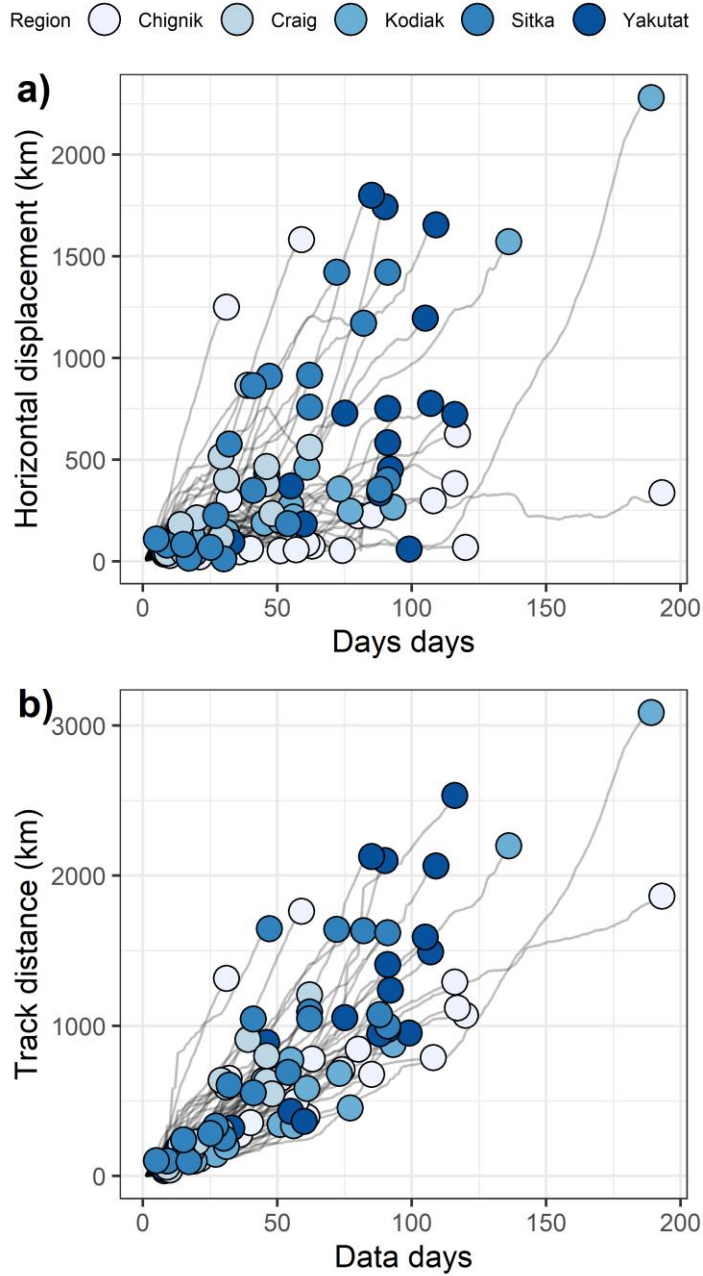 Region Chignik Craig Kodiak Sitka Yakutat
a)
Horizontal displacement (km)
2000
1500
1000
500
0
0 50 100 150 200
Days days
b)
Track distance (km)
3000
2000
1000
0
0 50 100 150 200
Data days